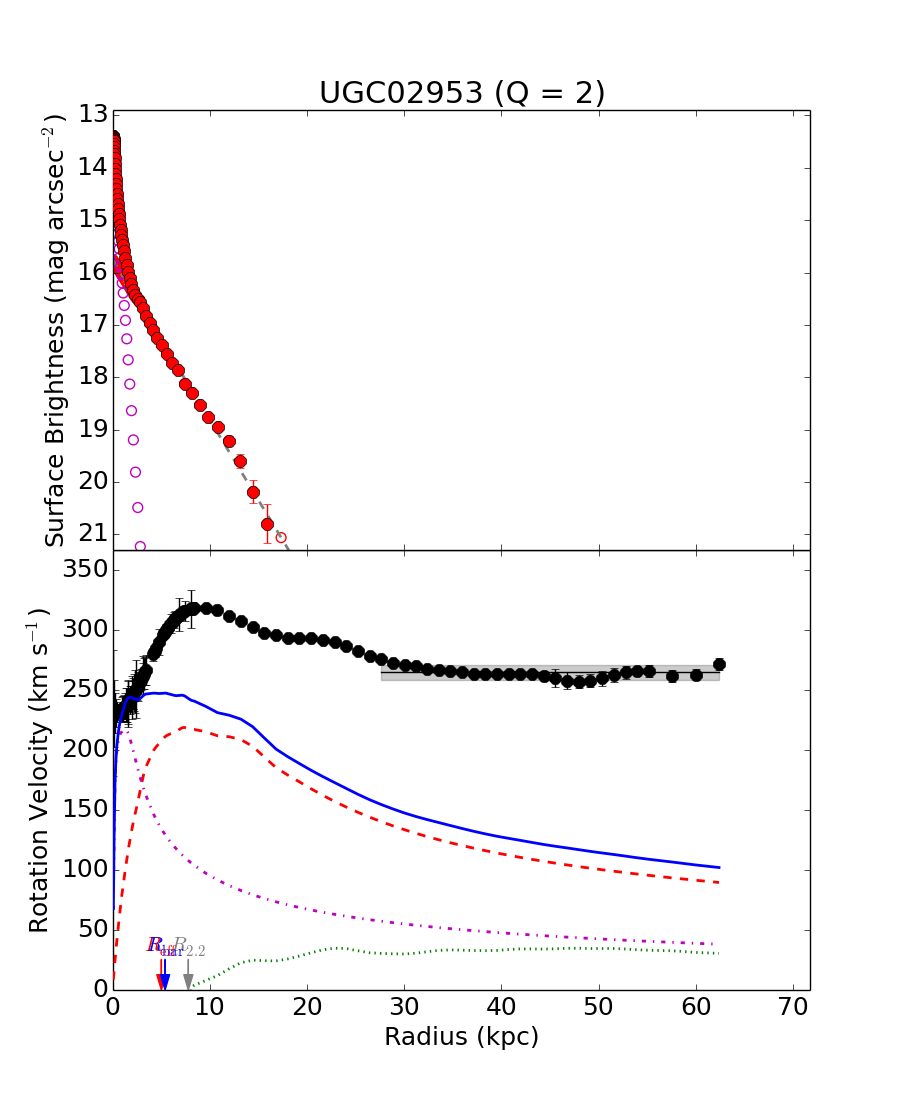 UGC02953 (Q = 2)
Surface Brightness (mag arcsec⁻²)
13
14
15
16
17
18
19
20
21
Rotation Velocity (km s⁻¹)
350
300
250
200
150
100
50
0
R R R2.2
0 10 20 30 40 50 60 70
Radius (kpc)